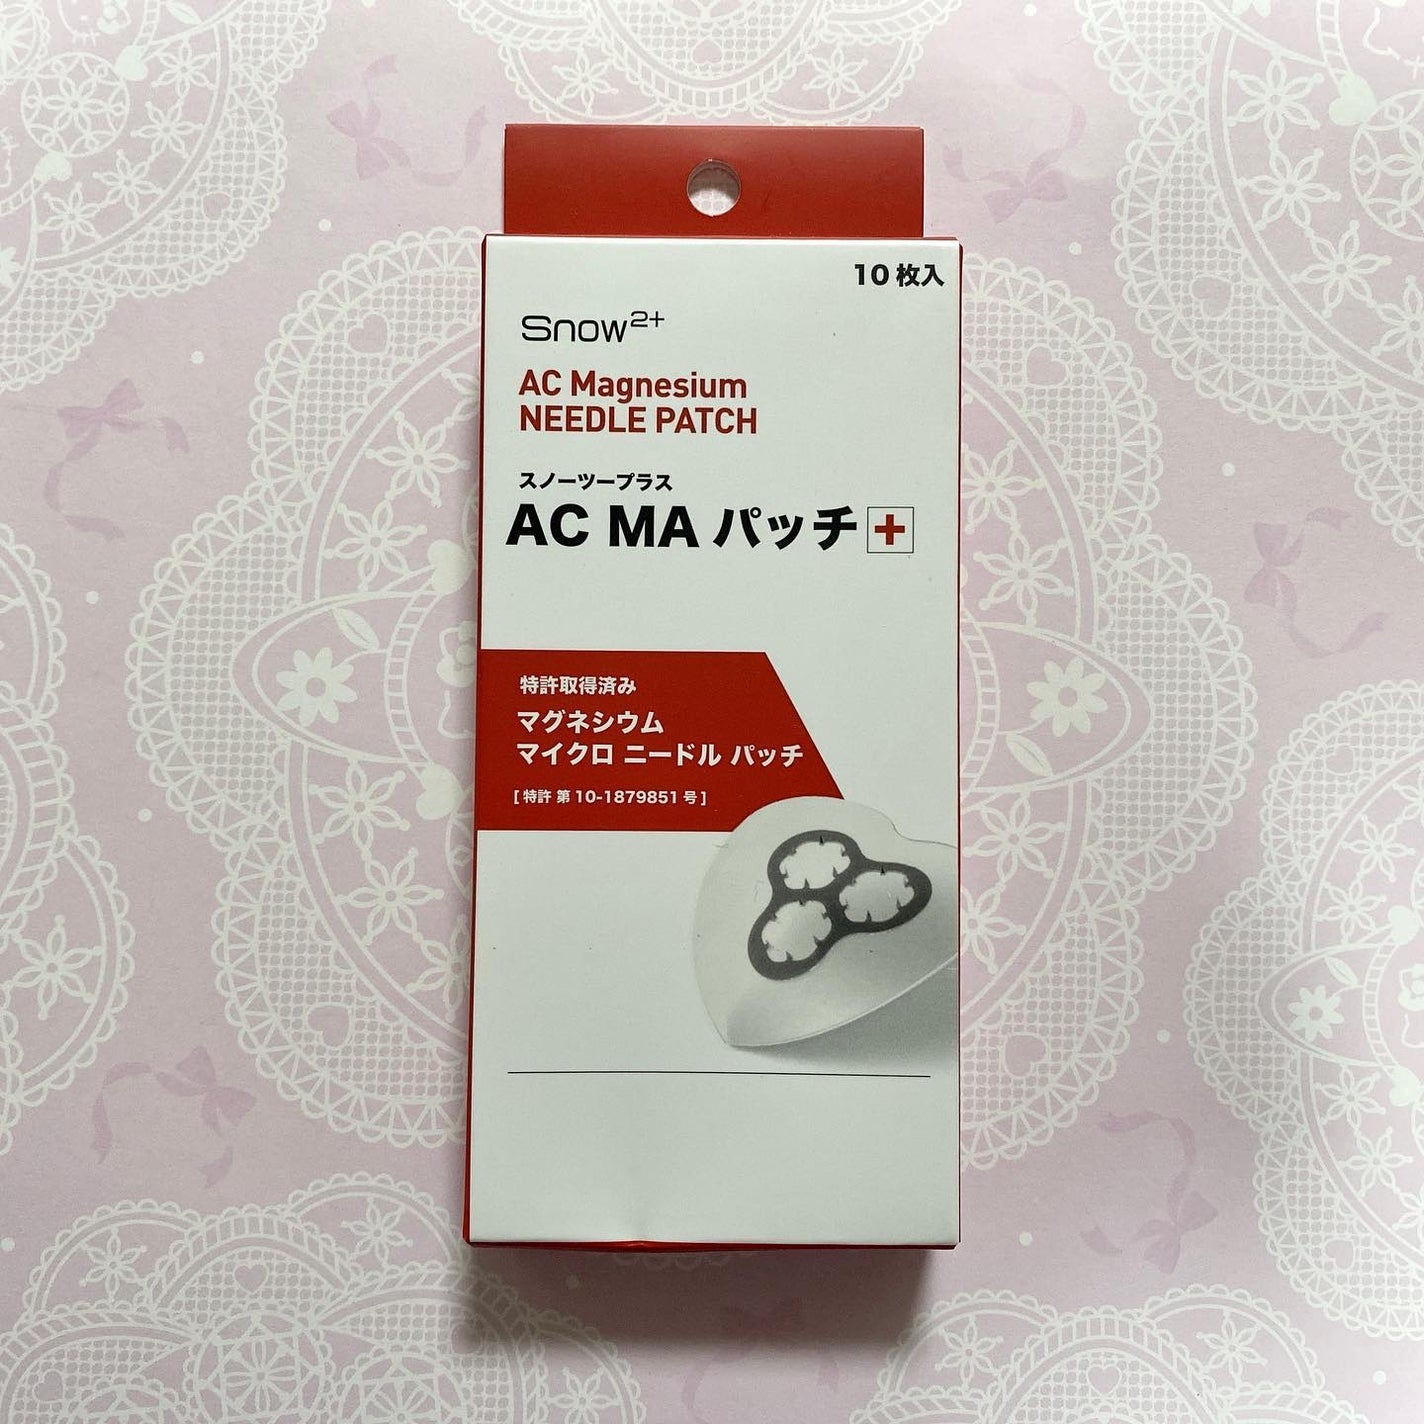 10枚入
Snow2+
AC Magnesium
NEEDLE PATCH
スノーツープラス
AC MA パッチ
特許取得済み
マグネシウム
マイクロ ニードル パッチ
[ 特許 第 10-1879851 号 ]